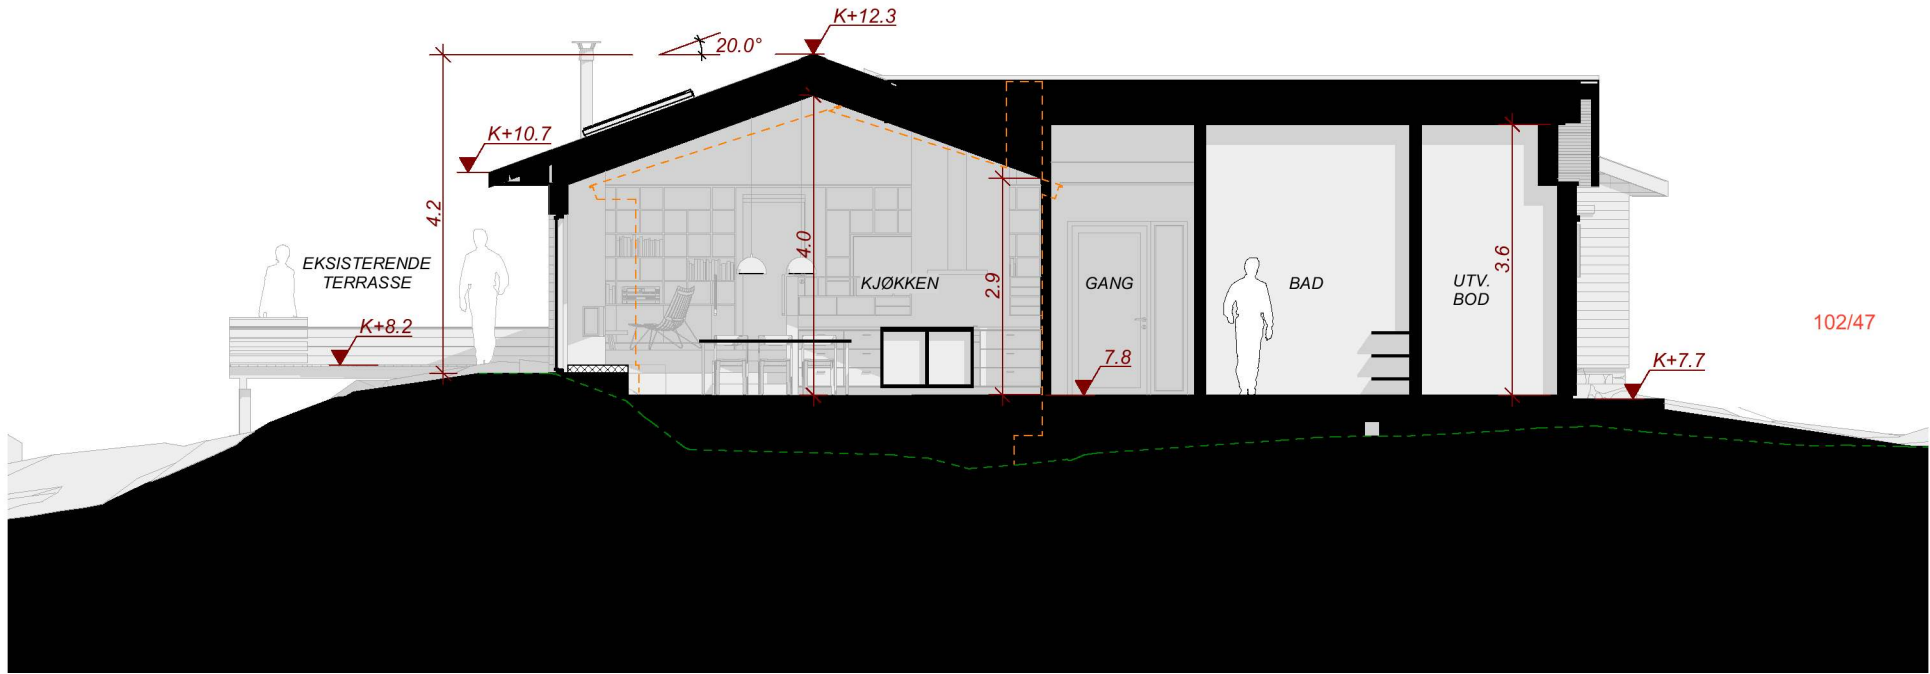 K+12.3
20.0°
K+10.7
4.2
EKSISTERENDE
TERRASSE
K+8.2
4.0
KJØKKEN
2.9
GANG
7.8
BAD
UTV.
BOD
3.6
K+7.7
102/47